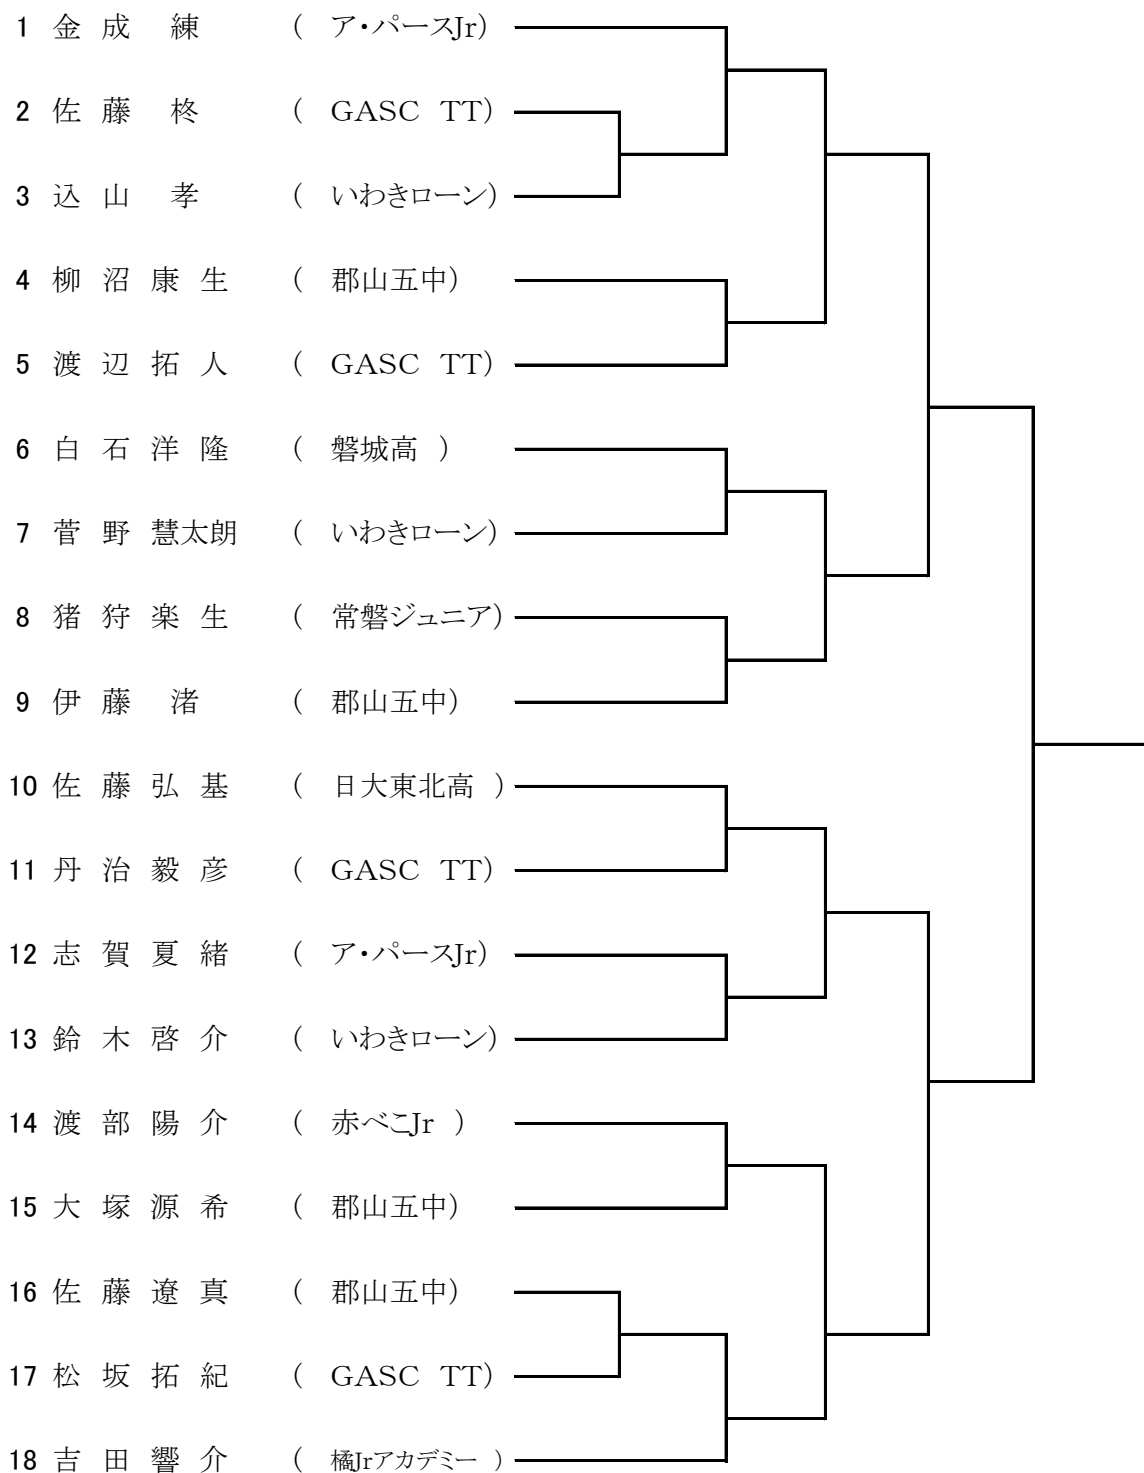 1 金 成 練 ( ア・パースJr)
2 佐 藤 柊 ( GASC TT)
3 込 山 孝 ( いわきローン)
4 柳 沼 康 生 ( 郡山五中)
5 渡 辺 拓 人 ( GASC TT)
6 白 石 洋 隆 ( 磐城高 )
7 菅 野 慧太朗 ( いわきローン)
8 猪 狩 楽 生 ( 常磐ジュニア)
9 伊 藤 渚 ( 郡山五中)
10 佐 藤 弘 基 ( 日大東北高 )
11 丹 治 毅 彦 ( GASC TT)
12 志 賀 夏 緒 ( ア・パースJr)
13 鈴 木 啓 介 ( いわきローン)
14 渡 部 陽 介 ( 赤べこJr )
15 大 塚 源 希 ( 郡山五中)
16 佐 藤 遼 真 ( 郡山五中)
17 松 坂 拓 紀 ( GASC TT)
18 吉 田 響 介 ( 橘Jrアカデミー )